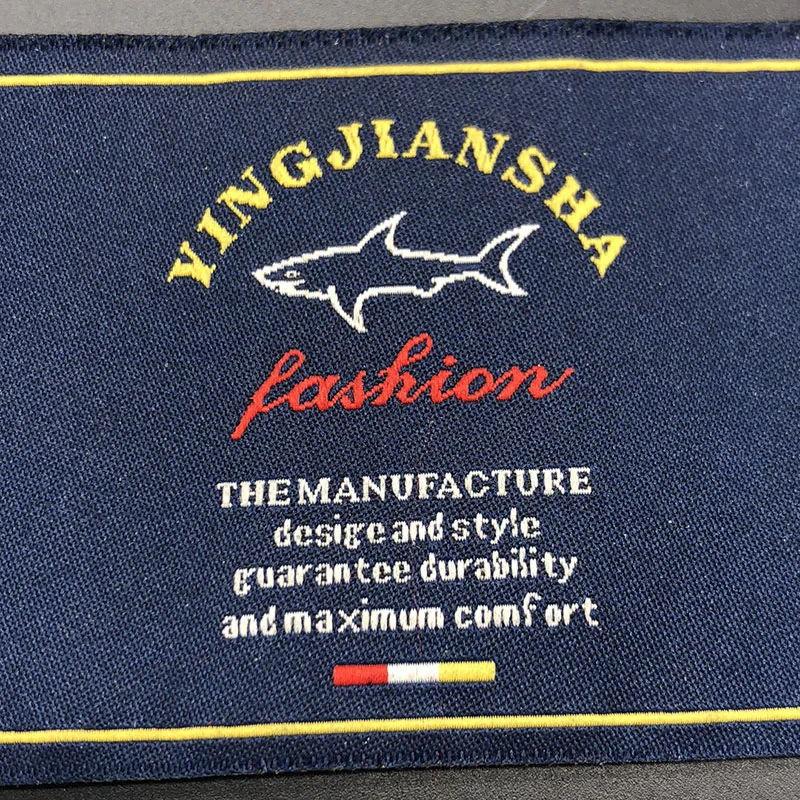 YINGJIANSHA
fashion
THE MANUFACTURE
desige and style
guarantee durability
and maximum comfort